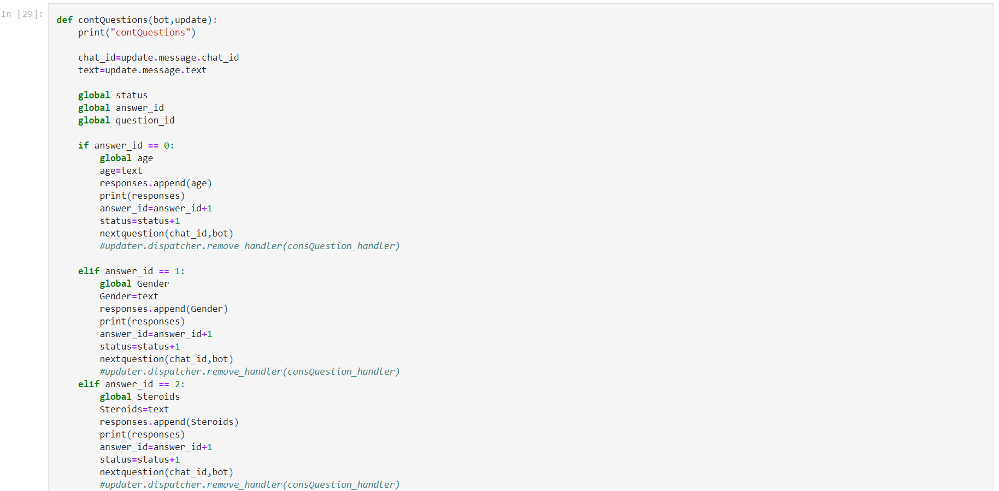 In [29]:
def contQuestions(bot,update):
    print("contQuestions")

    chat_id=update.message.chat_id
    text=update.message.text

    global status
    global answer_id
    global question_id

    if answer_id == 0:
        global age
        age=text
        responses.append(age)
        print(responses)
        answer_id=answer_id+1
        status=status+1
        nextquestion(chat_id,bot)
        #updater.dispatcher.remove_handler(consQuestion_handler)

    elif answer_id == 1:
        global Gender
        Gender=text
        responses.append(Gender)
        print(responses)
        answer_id=answer_id+1
        status=status+1
        nextquestion(chat_id,bot)
        #updater.dispatcher.remove_handler(consQuestion_handler)
    elif answer_id == 2:
        global Steroids
        Steroids=text
        responses.append(Steroids)
        print(responses)
        answer_id=answer_id+1
        status=status+1
        nextquestion(chat_id,bot)
        #updater.dispatcher.remove_handler(consQuestion_handler)